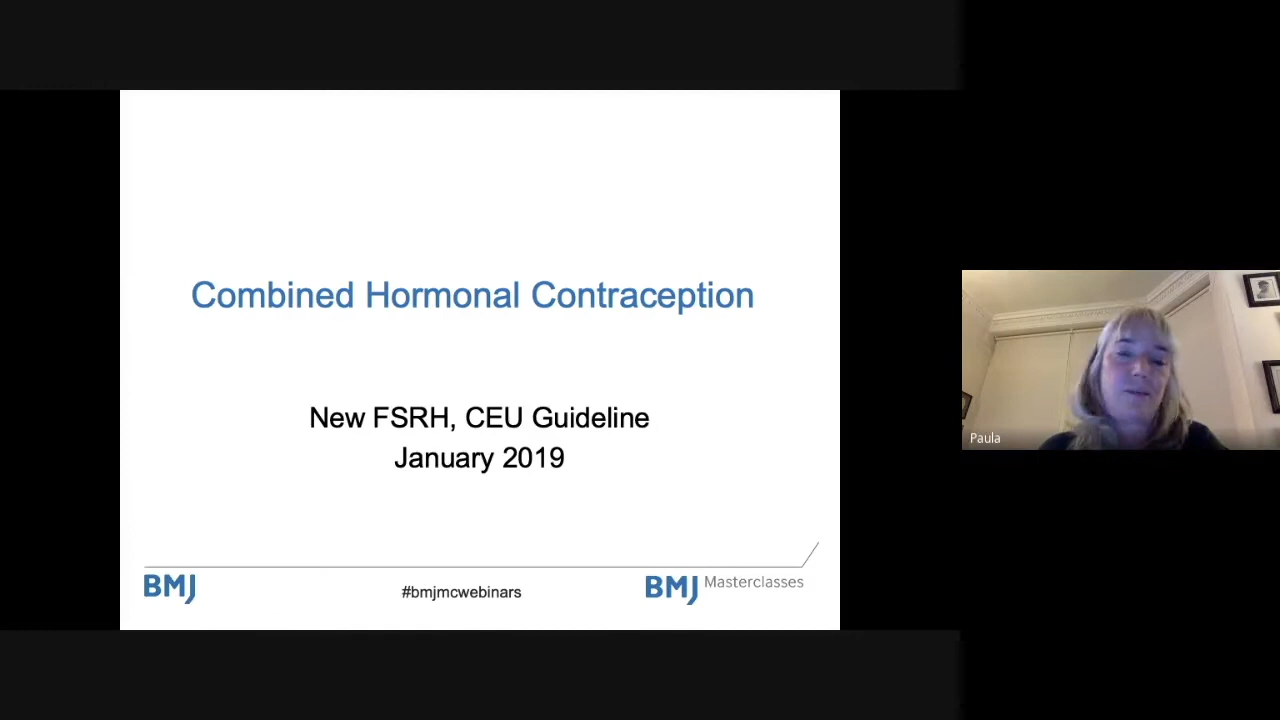 Combined Hormonal Contraception
New FSRH, CEU Guideline
January 2019
BMJ
#bmjmcwebinars
BMJ Masterclasses
Paula